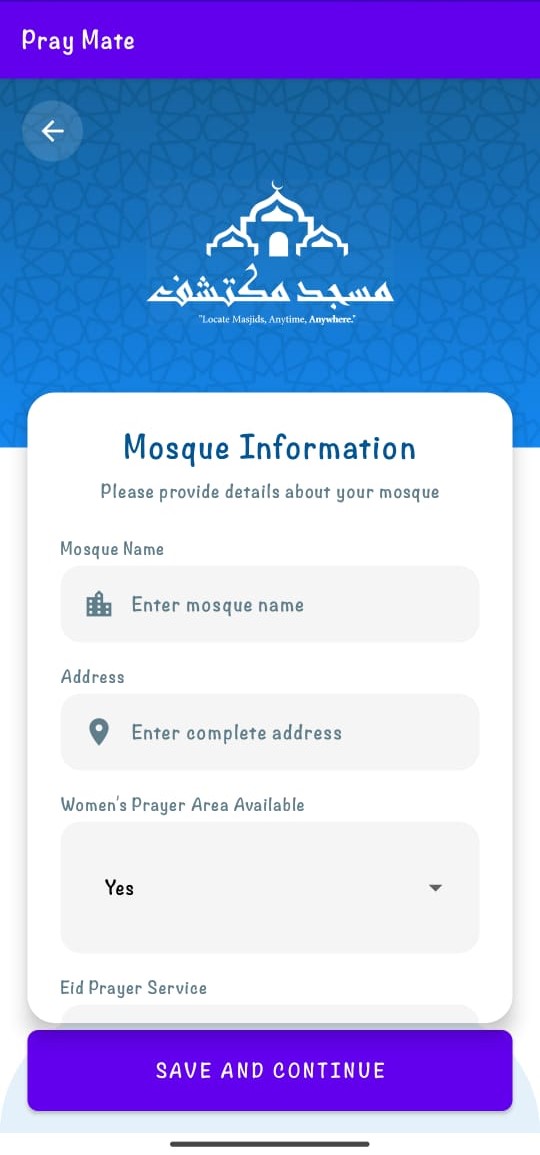 Pray Mate
مسجد مكتشف
"Locate Masjids, Anytime, Anywhere."
Mosque Information
Please provide details about your mosque
Mosque Name
Enter mosque name
Address
Enter complete address
Women's Prayer Area Available
Yes
Eid Prayer Service
SAVE AND CONTINUE